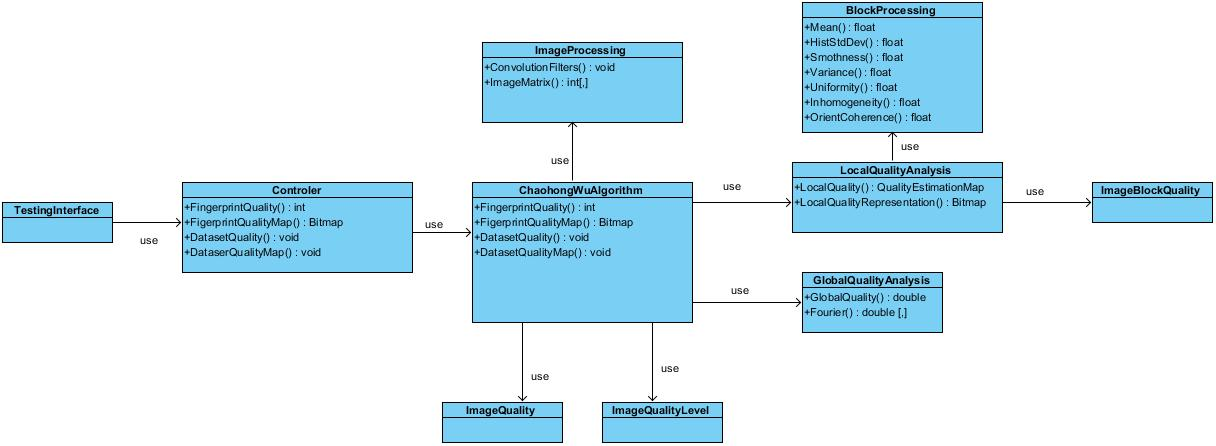 BlockProcessing
+Mean() : float
+HistStdDev() : float
+Smothness() : float
+Variance() : float
+Uniformity() : float
+Inhomogeneity() : float
+OrientCoherence() : float
ImageProcessing
+ConvolutionFilters() : void
+ImageMatrix() : int[,]
use
use
TestingInterface
use
Controler
+FingerprintQuality() : int
+FigerprintQualityMap() : Bitmap
+DatasetQuality() : void
+DataserQualityMap() : void
use
ChaohongWuAlgorithm
+FingerprintQuality() : int
+FigerprintQualityMap() : Bitmap
+DatasetQuality() : void
+DatasetQualityMap() : void
use
LocalQualityAnalysis
+LocalQuality() : QualityEstimationMap
+LocalQualityRepresentation() : Bitmap
use
ImageBlockQuality
use
GlobalQualityAnalysis
+GlobalQuality() : double
+Fourier() : double [,]
use
use
ImageQuality
ImageQualityLevel